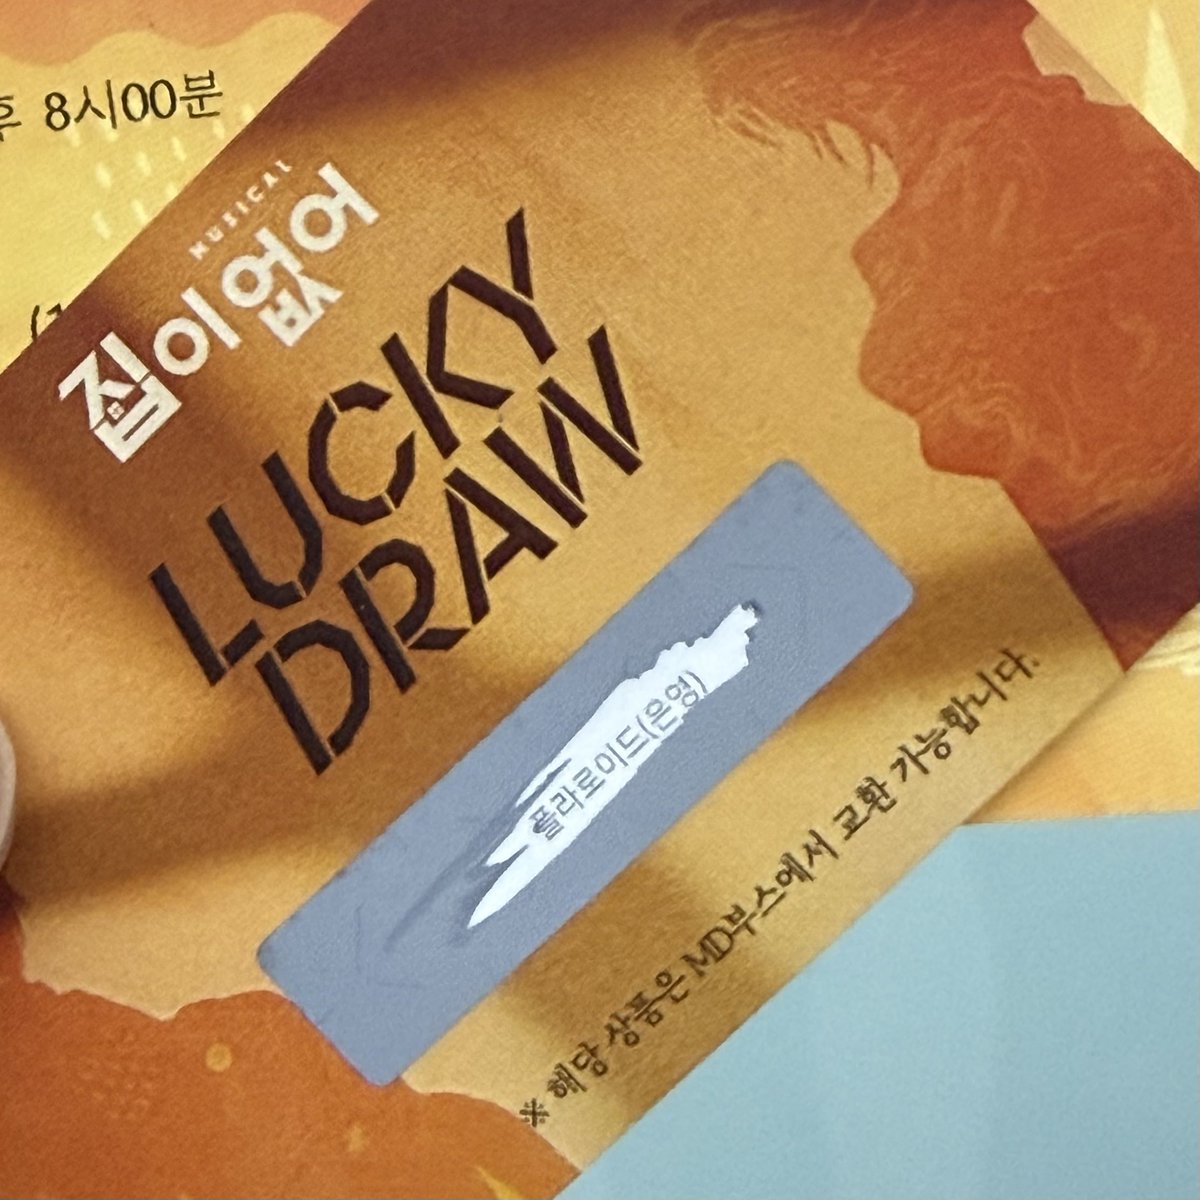 후 8시00분
MUSICAL
집이없어
LUCKY
DRAW
폴라로이드(은영)
※ 해당 상품은 MD부스에서 교환 가능합니다.